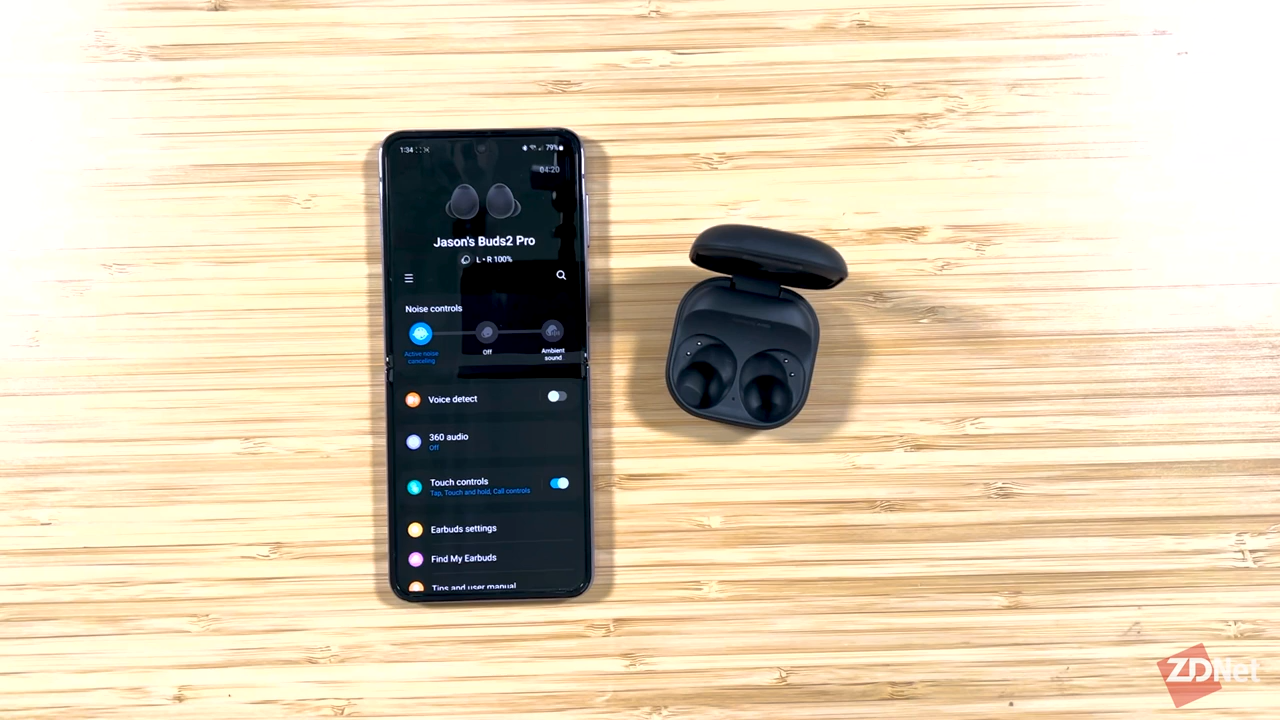 1:34
79%
04:20
Jason's Buds2 Pro
L • R 100%
Noise controls
Active noise
canceling
Off
Ambient
sound
Voice detect
360 audio
Off
Touch controls
Tap, Touch and hold, Call controls
Earbuds settings
Find My Earbuds
Tips and user manual
ZDNet